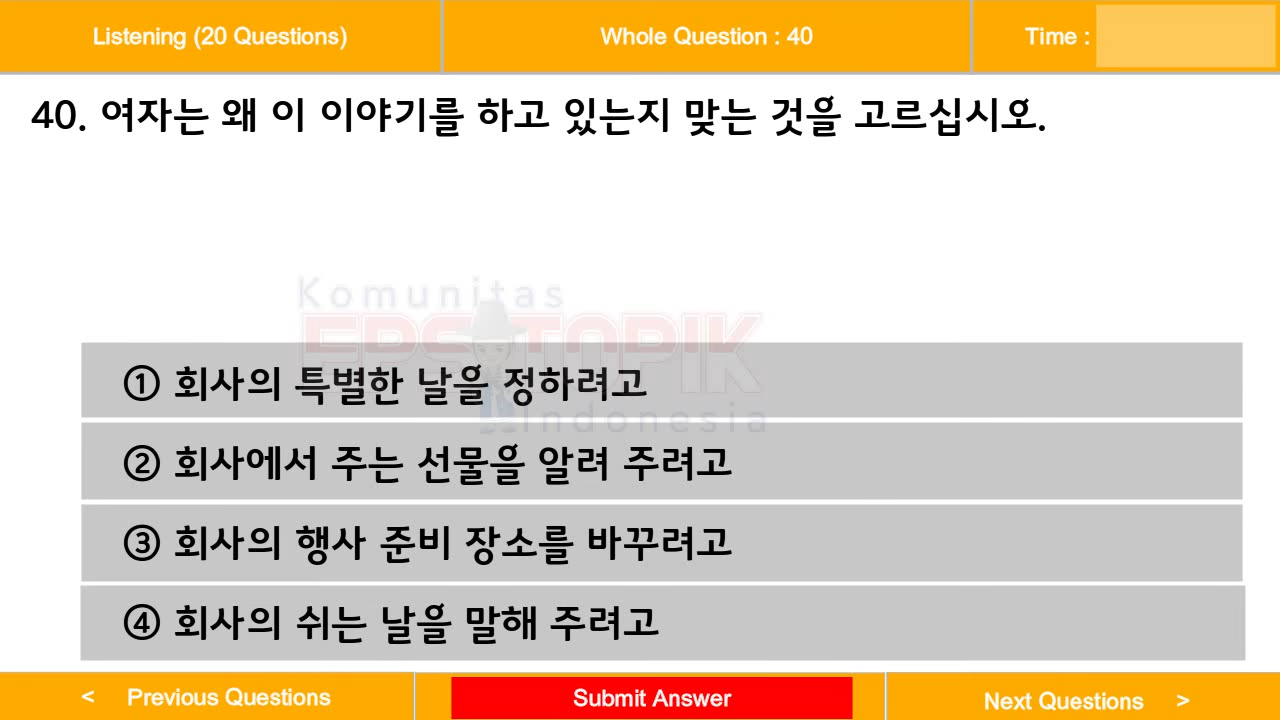 Listening (20 Questions)
Whole Question : 40
Time :
40. 여자는 왜 이 이야기를 하고 있는지 맞는 것을 고르십시오.
Komunitas
EPS TOPIK
Indonesia
① 회사의 특별한 날을 정하려고
② 회사에서 주는 선물을 알려 주려고
③ 회사의 행사 준비 장소를 바꾸려고
④ 회사의 쉬는 날을 말해 주려고
< Previous Questions
Submit Answer
Next Questions >